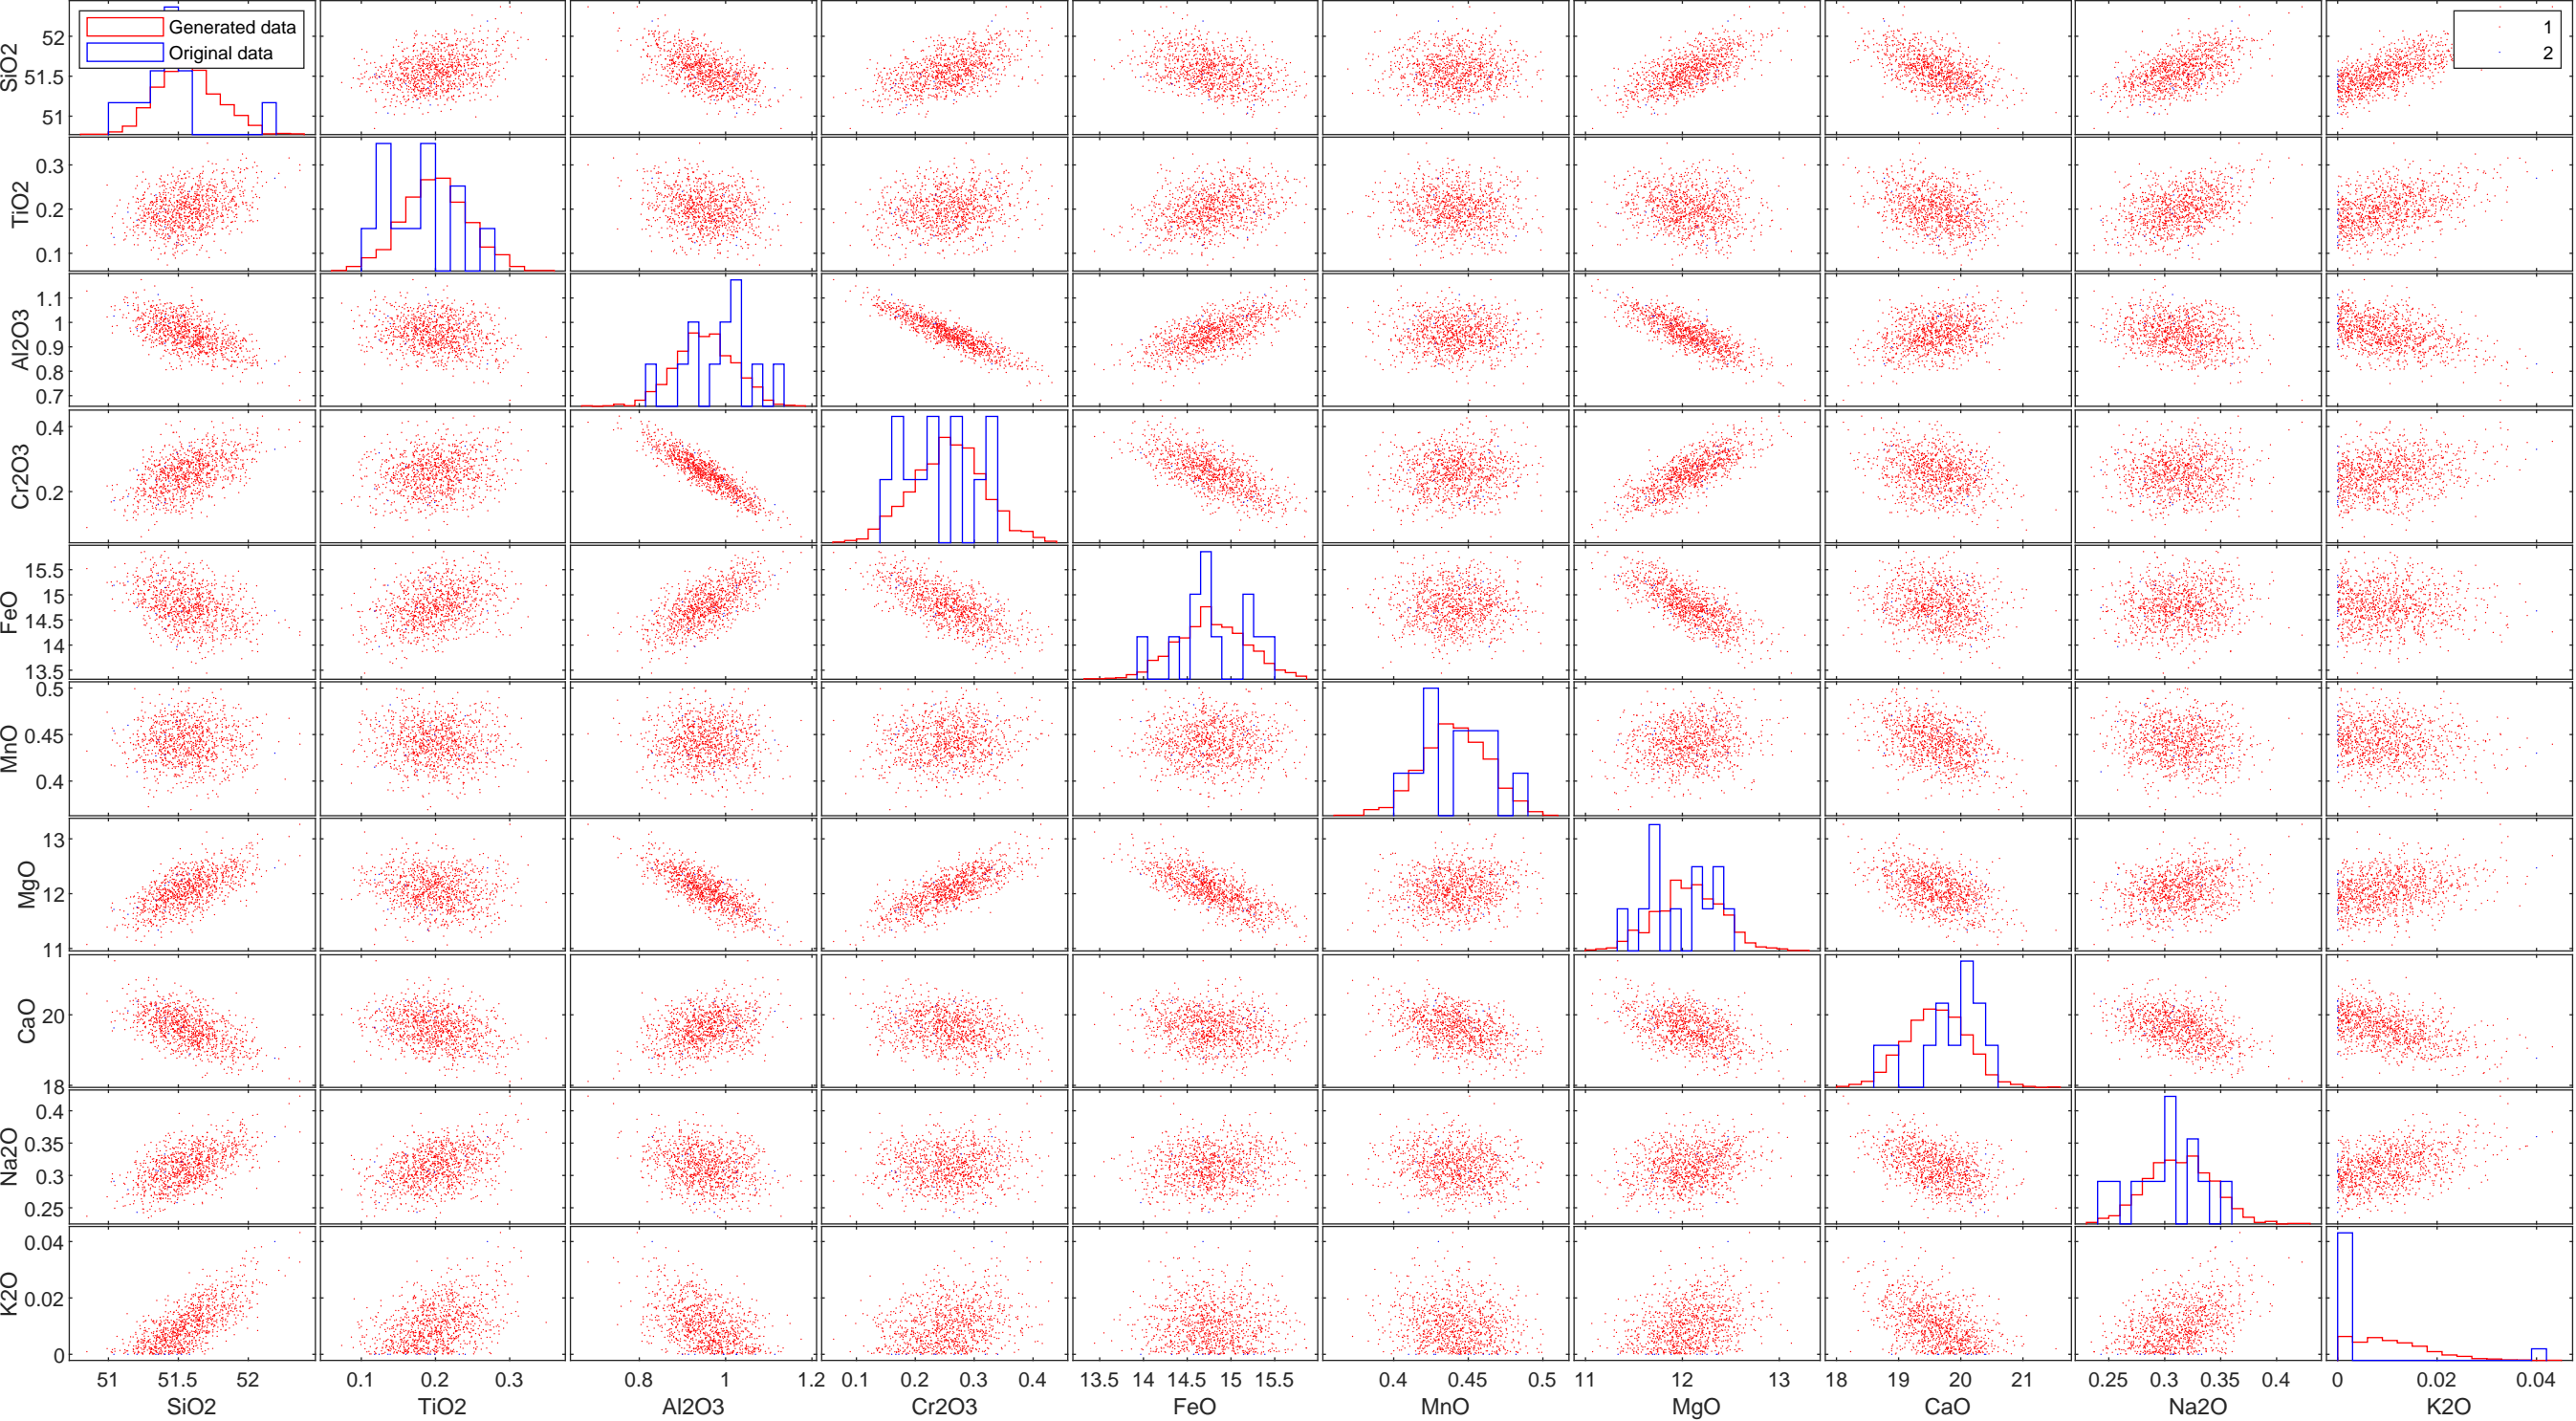 Generated data
Original data
1
2
SiO2
52
51.5
51
TiO2
0.3
0.2
0.1
Al2O3
1.1
1
0.9
0.8
0.7
Cr2O3
0.4
0.2
FeO
15.5
15
14.5
14
13.5
MnO
0.5
0.45
0.4
MgO
13
12
11
CaO
20
18
Na2O
0.4
0.35
0.3
0.25
K2O
0.04
0.02
0
51 51.5 52 0.1 0.2 0.3 0.8 1 1.2 0.1 0.2 0.3 0.4 13.5 14 14.5 15 15.5 0.4 0.45 0.5 11 12 13 18 19 20 21 0.25 0.3 0.35 0.4 0 0.02 0.04
SiO2 TiO2 Al2O3 Cr2O3 FeO MnO MgO CaO Na2O K2O